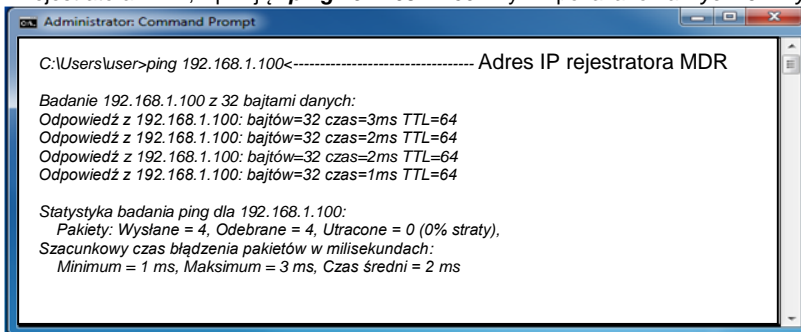 Administrator: Command Prompt
C:\Users\user>ping 192.168.1.100<---------------------------------- Adres IP rejestratora MDR
Badanie 192.168.1.100 z 32 bajtami danych:
Odpowiedź z 192.168.1.100: bajtów=32 czas=3ms TTL=64
Odpowiedź z 192.168.1.100: bajtów=32 czas=2ms TTL=64
Odpowiedź z 192.168.1.100: bajtów=32 czas=2ms TTL=64
Odpowiedź z 192.168.1.100: bajtów=32 czas=1ms TTL=64
Statystyka badania ping dla 192.168.1.100:
Pakiety: Wysłane = 4, Odebrane = 4, Utracone = 0 (0% straty),
Szacunkowy czas błądzenia pakietów w milisekundach:
Minimum = 1 ms, Maksimum = 3 ms, Czas średni = 2 ms